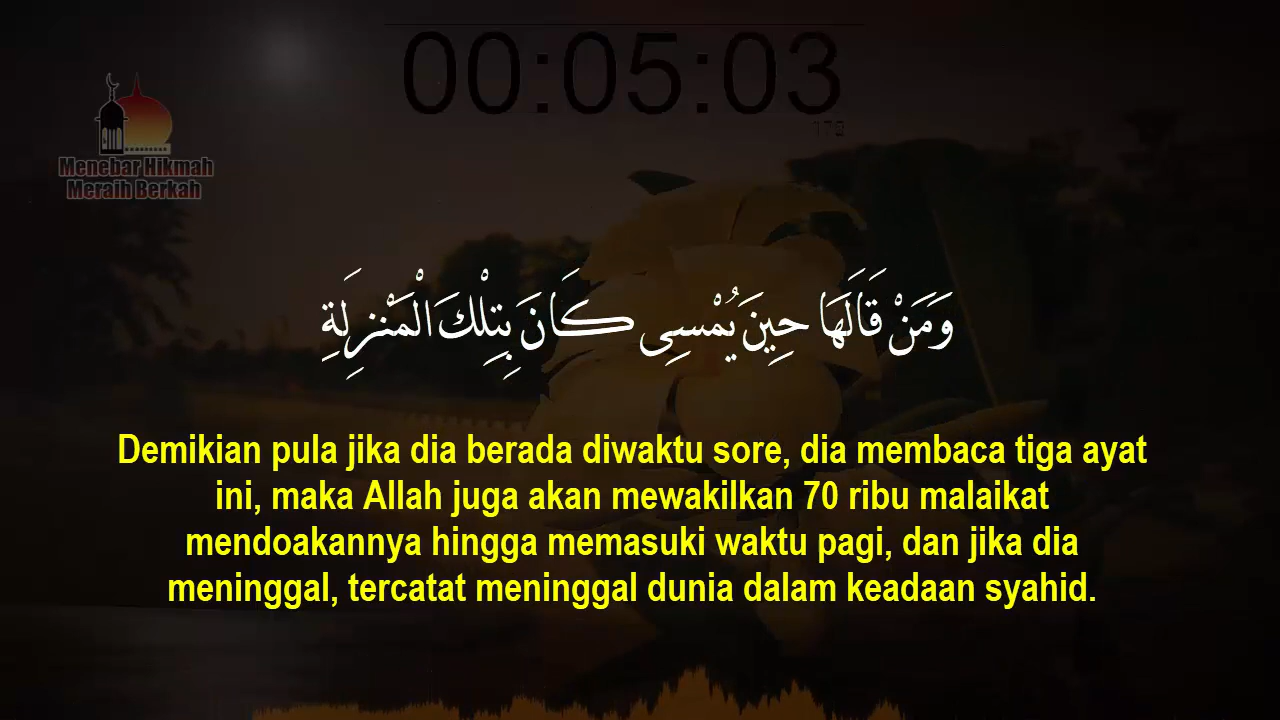 00:05:03
179
Menebar Hikmah
Meraih Berkah
وَمَنْ قَالَهَا حِينَ يُمْسِى كَانَ بِتِلْكَ الْمَنْزِلَةِ
Demikian pula jika dia berada diwaktu sore, dia membaca tiga ayat
ini, maka Allah juga akan mewakilkan 70 ribu malaikat
mendoakannya hingga memasuki waktu pagi, dan jika dia
meninggal, tercatat meninggal dunia dalam keadaan syahid.